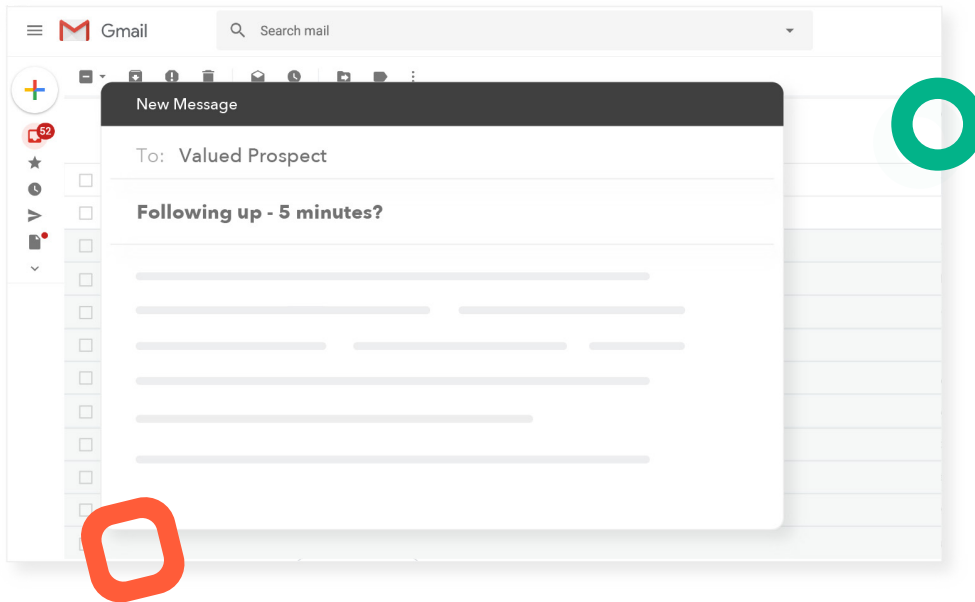 Gmail
Search mail
New Message
52
To: Valued Prospect
Following up - 5 minutes?